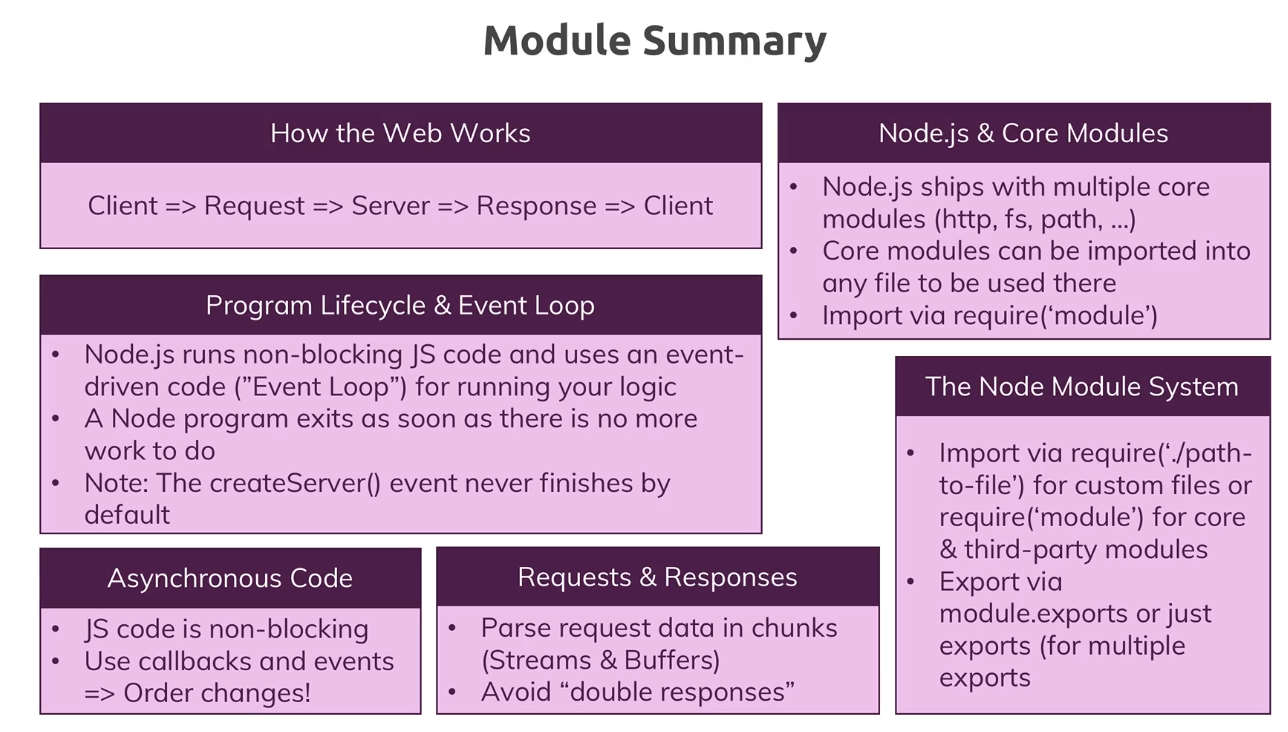 Module Summary
How the Web Works
Client => Request => Server => Response => Client
Node.js & Core Modules
• Node.js ships with multiple core
modules (http, fs, path, …)
• Core modules can be imported into
any file to be used there
• Import via require(‘module’)
Program Lifecycle & Event Loop
• Node.js runs non-blocking JS code and uses an event-
driven code (”Event Loop”) for running your logic
• A Node program exits as soon as there is no more
work to do
• Note: The createServer() event never finishes by
default
The Node Module System
• Import via require(‘./path-
to-file’) for custom files or
require(‘module’) for core
& third-party modules
• Export via
module.exports or just
exports (for multiple
exports
Asynchronous Code
• JS code is non-blocking
• Use callbacks and events
=> Order changes!
Requests & Responses
• Parse request data in chunks
(Streams & Buffers)
• Avoid “double responses”